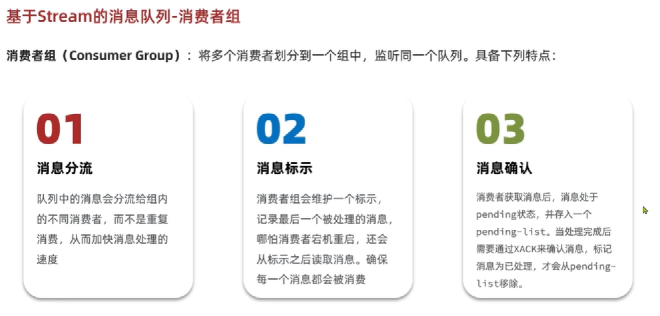 基于Stream的消息队列-消费者组
消费者组（Consumer Group）：将多个消费者划分到一个组中，监听同一个队列。具备下列特点：
01
消息分流
队列中的消息会分流给组内
的不同消费者，而不是重复
消费，从而加快消息处理的
速度
02
消息标示
消费者组会维护一个标示，
记录最后一个被处理的消息，
哪怕消费者宕机重启，还会
从标示之后读取消息。确保
每一个消息都会被消费
03
消息确认
消费者获取消息后，消息处于
pending状态，并存入一个
pending-list。当处理完成后
需要通过XACK来确认消息，标记
消息为已处理，才会从pending-
list移除。